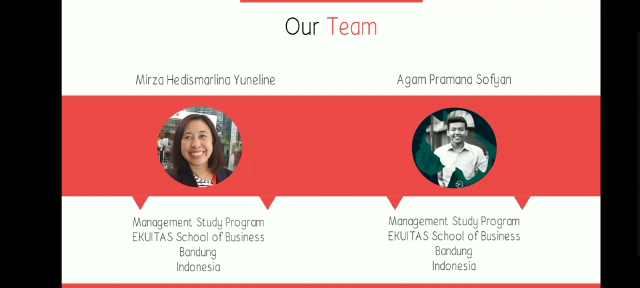 Our Team
Mirza Hedismarlina Yuneline
Agam Pramana Sofyan
Management Study Program
EKUITAS School of Business
Bandung
Indonesia
Management Study Program
EKUITAS School of Business
Bandung
Indonesia